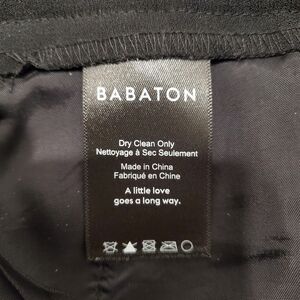 BABATON
Dry Clean Only
Nettoyage à Sec Seulement
Made in China
Fabriqué en Chine
A little love
goes a long way.